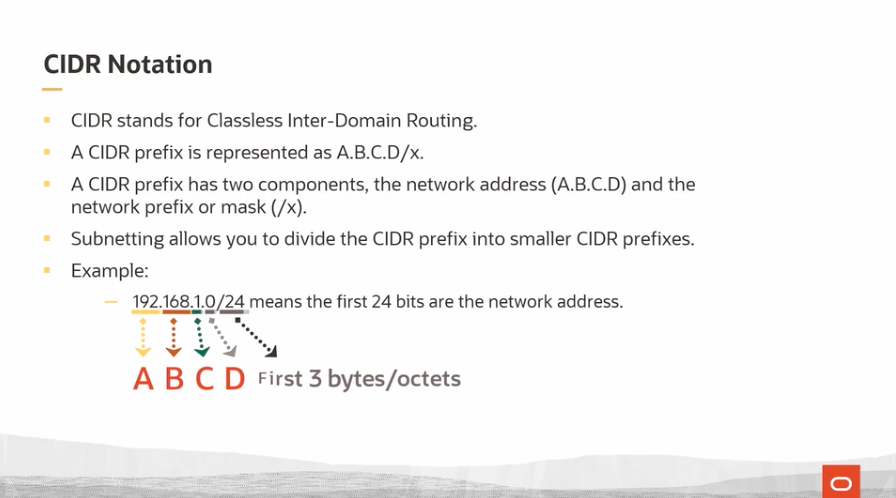 CIDR Notation
CIDR stands for Classless Inter-Domain Routing.
A CIDR prefix is represented as A.B.C.D/x.
A CIDR prefix has two components, the network address (A.B.C.D) and the
network prefix or mask (/x).
Subnetting allows you to divide the CIDR prefix into smaller CIDR prefixes.
Example:
192.168.1.0/24 means the first 24 bits are the network address.
A B C D First 3 bytes/octets